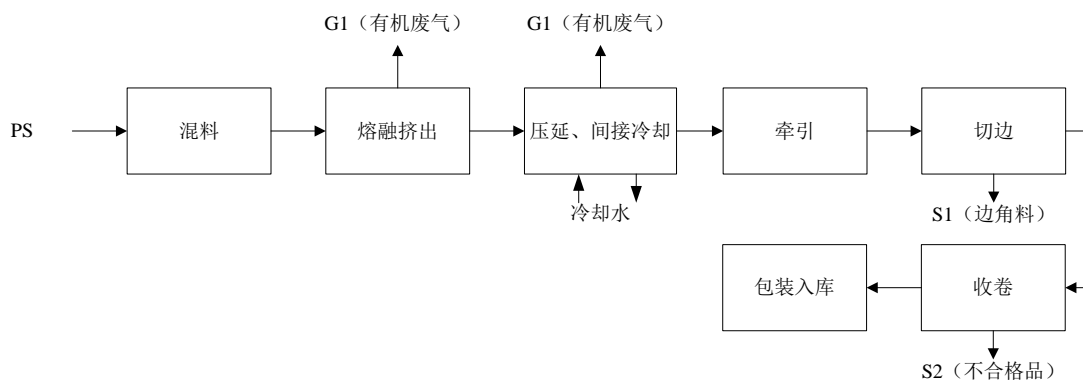 G1（有机废气）
G1（有机废气）
PS
混料
熔融挤出
压延、间接冷却
牵引
切边
冷却水
S1（边角料）
包装入库
收卷
S2（不合格品）